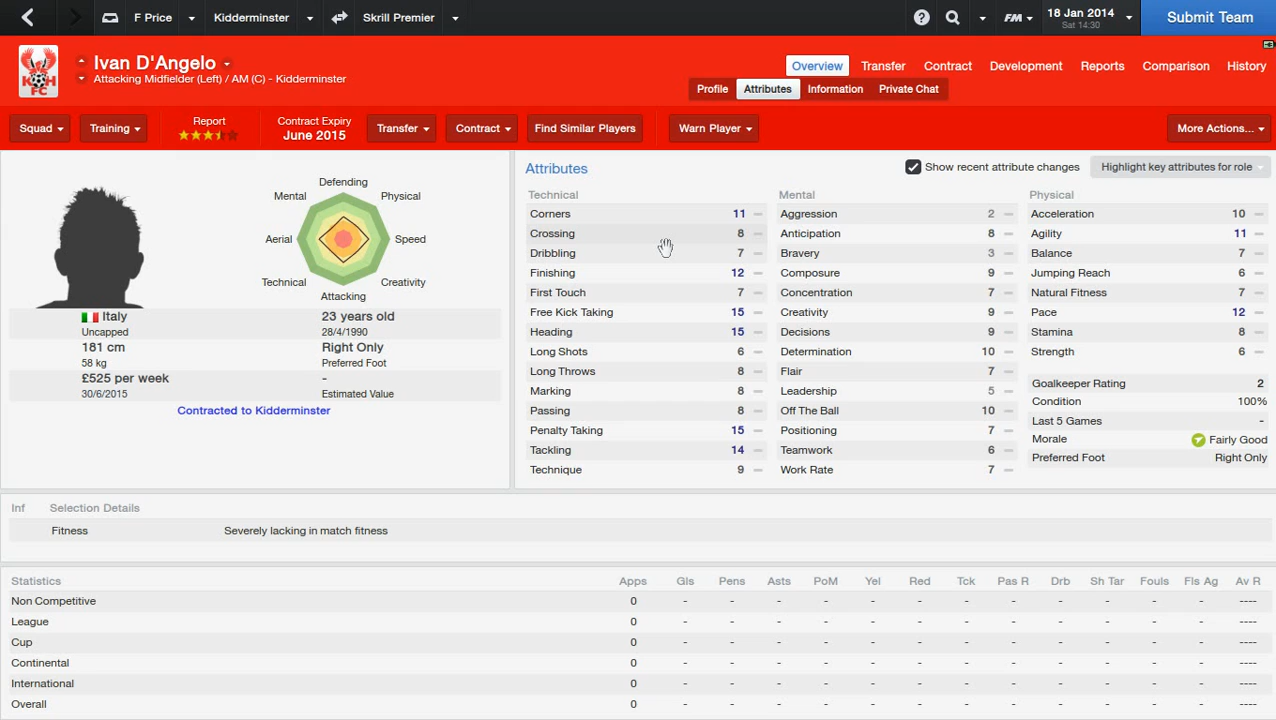 F Price
Kidderminster
Skrill Premier
?
FM
18 Jan 2014
Sat 14:30
Submit Team
KH
FC
Ivan D'Angelo
Attacking Midfielder (Left) / AM (C) - Kidderminster
Overview
Transfer
Contract
Development
Reports
Comparison
History
Profile
Attributes
Information
Private Chat
Squad
Training
Report
Contract Expiry
June 2015
Transfer
Contract
Find Similar Players
Warn Player
More Actions...
Defending
Mental
Physical
Aerial
Speed
Technical
Creativity
Attacking
Italy
Uncapped
23 years old
28/4/1990
181 cm
58 kg
Right Only
Preferred Foot
£525 per week
30/6/2015
-
Estimated Value
Contracted to Kidderminster
Attributes
Show recent attribute changes
Highlight key attributes for role
Technical
Corners 11
Crossing 8
Dribbling 7
Finishing 12
First Touch 7
Free Kick Taking 15
Heading 15
Long Shots 6
Long Throws 8
Marking 8
Passing 8
Penalty Taking 15
Tackling 14
Technique 9
Mental
Aggression 2
Anticipation 8
Bravery 3
Composure 9
Concentration 7
Creativity 9
Decisions 9
Determination 10
Flair 7
Leadership 5
Off The Ball 10
Positioning 7
Teamwork 6
Work Rate 7
Physical
Acceleration 10
Agility 11
Balance 7
Jumping Reach 6
Natural Fitness 7
Pace 12
Stamina 8
Strength 6
Goalkeeper Rating 2
Condition 100%
Last 5 Games -
Morale Fairly Good
Preferred Foot Right Only
Inf Selection Details
Fitness Severely lacking in match fitness
Statistics Apps Gls Pens Asts PoM Yel Red Tck Pas R Drb Sh Tar Fouls Fls Ag Av R
Non Competitive 0 - - - - - - - - - - - - ----
League 0 - - - - - - - - - - - - ----
Cup 0 - - - - - - - - - - - - ----
Continental 0 - - - - - - - - - - - - ----
International 0 - - - - - - - - - - - - ----
Overall 0 - - - - - - - - - - - - ----